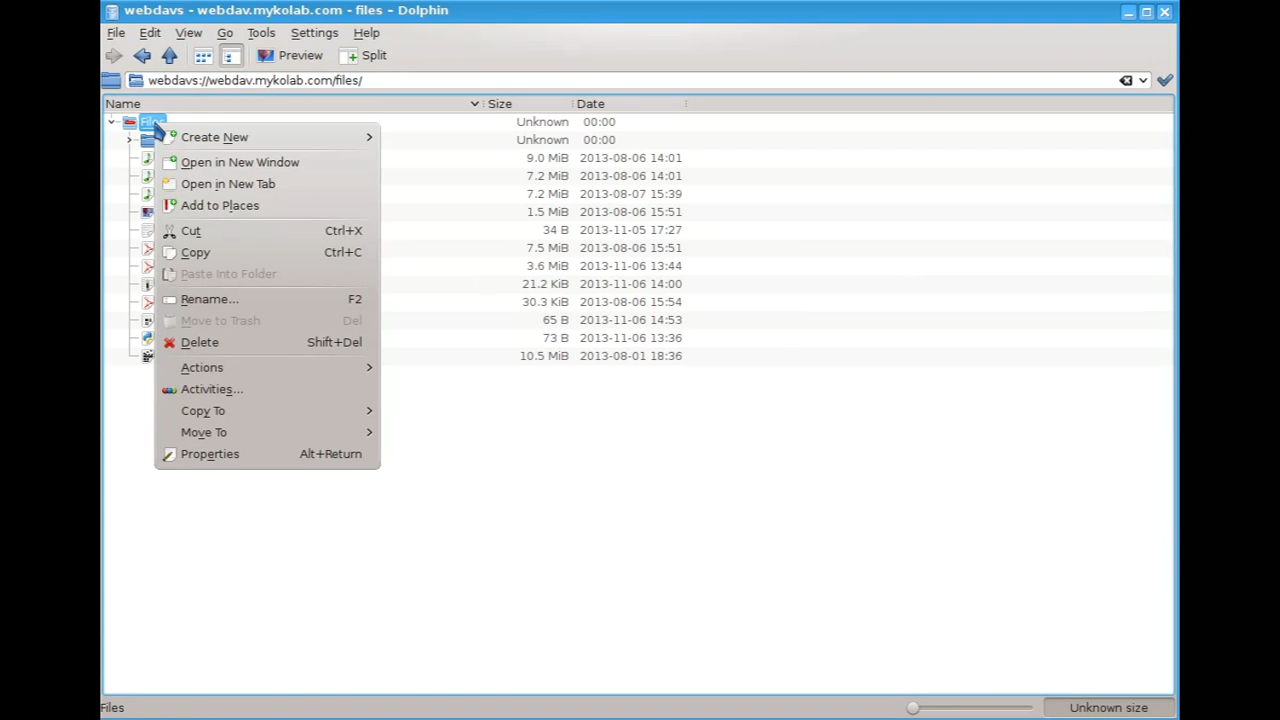 webdavs - webdav.mykolab.com - files – Dolphin
File Edit View Go Tools Settings Help
Preview Split
webdavs://webdav.mykolab.com/files/
Name Size Date
Files Unknown 00:00
Unknown 00:00
9.0 MiB 2013-08-06 14:01
7.2 MiB 2013-08-06 14:01
7.2 MiB 2013-08-07 15:39
1.5 MiB 2013-08-06 15:51
34 B 2013-11-05 17:27
7.5 MiB 2013-08-06 15:51
3.6 MiB 2013-11-06 13:44
21.2 KiB 2013-11-06 14:00
30.3 KiB 2013-08-06 15:54
65 B 2013-11-06 14:53
73 B 2013-11-06 13:36
10.5 MiB 2013-08-01 18:36
Create New
Open in New Window
Open in New Tab
Add to Places
Cut Ctrl+X
Copy Ctrl+C
Paste Into Folder
Rename... F2
Move to Trash Del
Delete Shift+Del
Actions
Activities...
Copy To
Move To
Properties Alt+Return
Files Unknown size